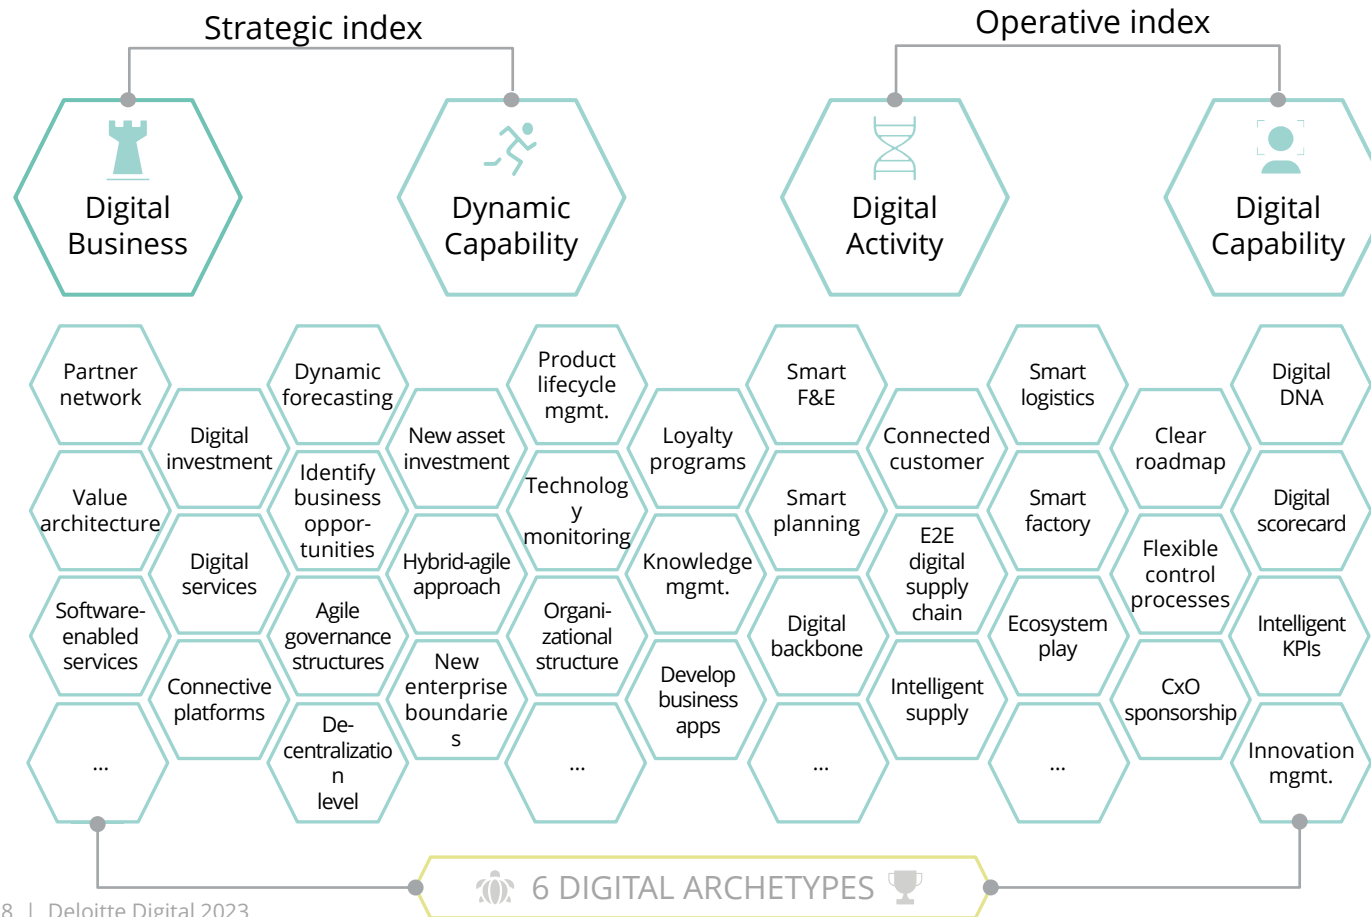 Strategic index
Operative index
Digital
Business
Dynamic
Capability
Digital
Activity
Digital
Capability
Partner
network
Value
architecture
Software-
enabled
services
...
Digital
investment
Digital
services
Connective
platforms
Dynamic
forecasting
Identify
business
oppor-
tunities
Agile
governance
structures
De-
centralizatio
n
level
New asset
investment
Hybrid-agile
approach
New
enterprise
boundarie
s
Product
lifecycle
mgmt.
Technolog
y
monitoring
Organi-
zational
structure
...
Loyalty
programs
Knowledge
mgmt.
Develop
business
apps
Smart
F&E
Smart
planning
Digital
backbone
...
Connected
customer
E2E
digital
supply
chain
Intelligent
supply
Smart
logistics
Smart
factory
Ecosystem
play
...
Clear
roadmap
Flexible
control
processes
CxO
sponsorship
Digital
DNA
Digital
scorecard
Intelligent
KPIs
Innovation
mgmt.
6 DIGITAL ARCHETYPES
8 | Deloitte Digital 2023